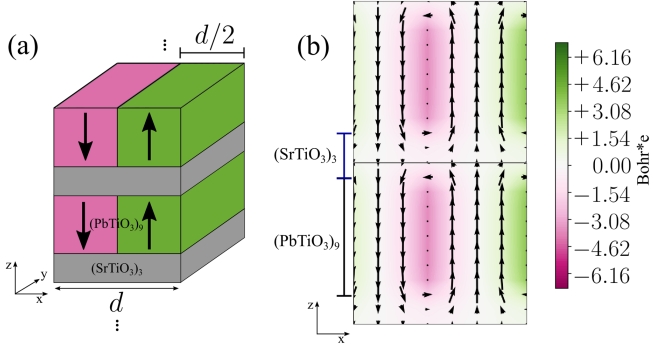 (a)
d/2
(PbTiO₃)₉
(SrTiO₃)₃
z
y
x
d
(b)
(SrTiO₃)₃
(PbTiO₃)₉
z
x
+6.16
+4.62
+3.08
+1.54
0.00
−1.54
−3.08
−4.62
−6.16
Bohr*e